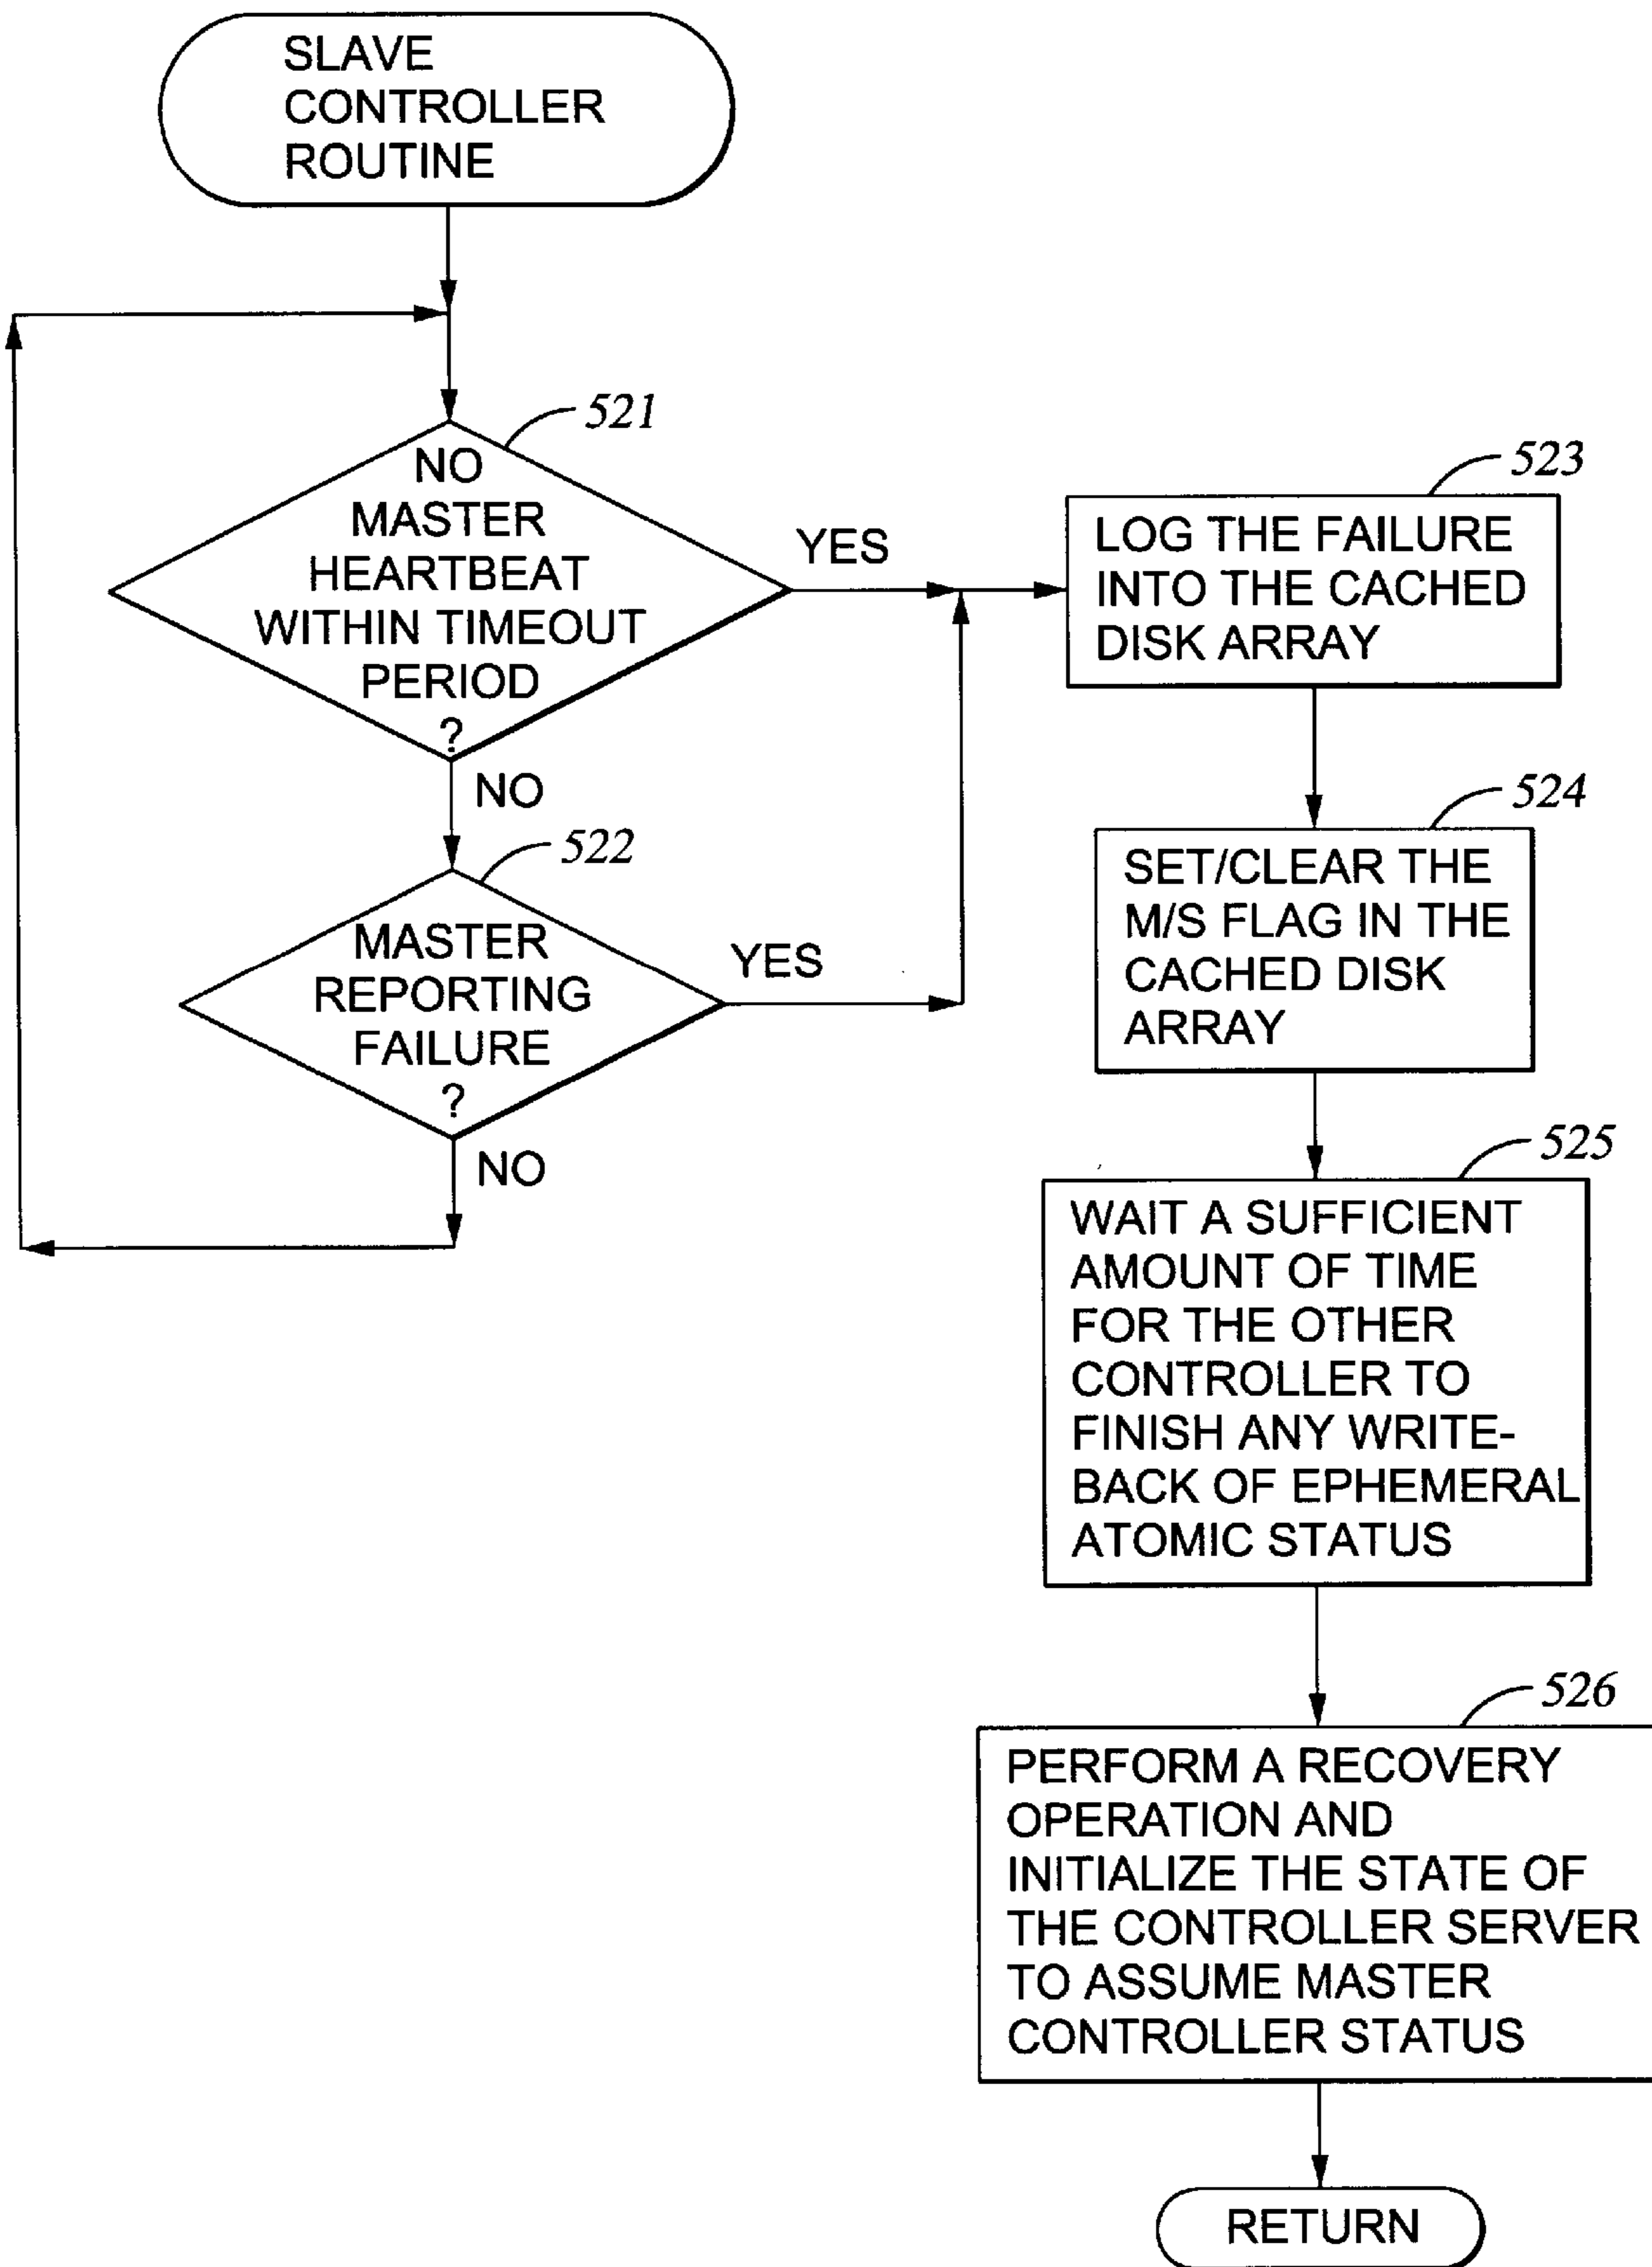 SLAVE
CONTROLLER
ROUTINE
521
NO
MASTER
HEARTBEAT
WITHIN TIMEOUT
PERIOD
?
YES
NO
522
MASTER
REPORTING
FAILURE
?
YES
NO
523
LOG THE FAILURE
INTO THE CACHED
DISK ARRAY
524
SET/CLEAR THE
M/S FLAG IN THE
CACHED DISK
ARRAY
525
WAIT A SUFFICIENT
AMOUNT OF TIME
FOR THE OTHER
CONTROLLER TO
FINISH ANY WRITE-
BACK OF EPHEMERAL
ATOMIC STATUS
526
PERFORM A RECOVERY
OPERATION AND
INITIALIZE THE STATE OF
THE CONTROLLER SERVER
TO ASSUME MASTER
CONTROLLER STATUS
RETURN